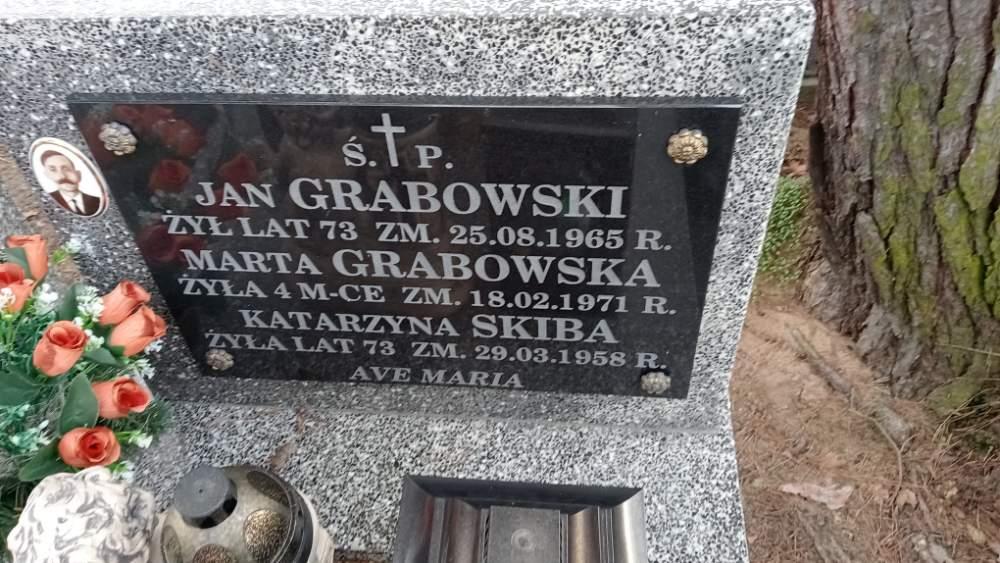 Ś. P.
JAN GRABOWSKI
ŻYŁ LAT 73 ZM. 25.08.1965 R.
MARTA GRABOWSKA
ŻYŁA 4 M-CE ZM. 18.02.1971 R.
KATARZYNA SKIBA
ŻYŁA LAT 73 ZM. 29.03.1958 R.
AVE MARIA